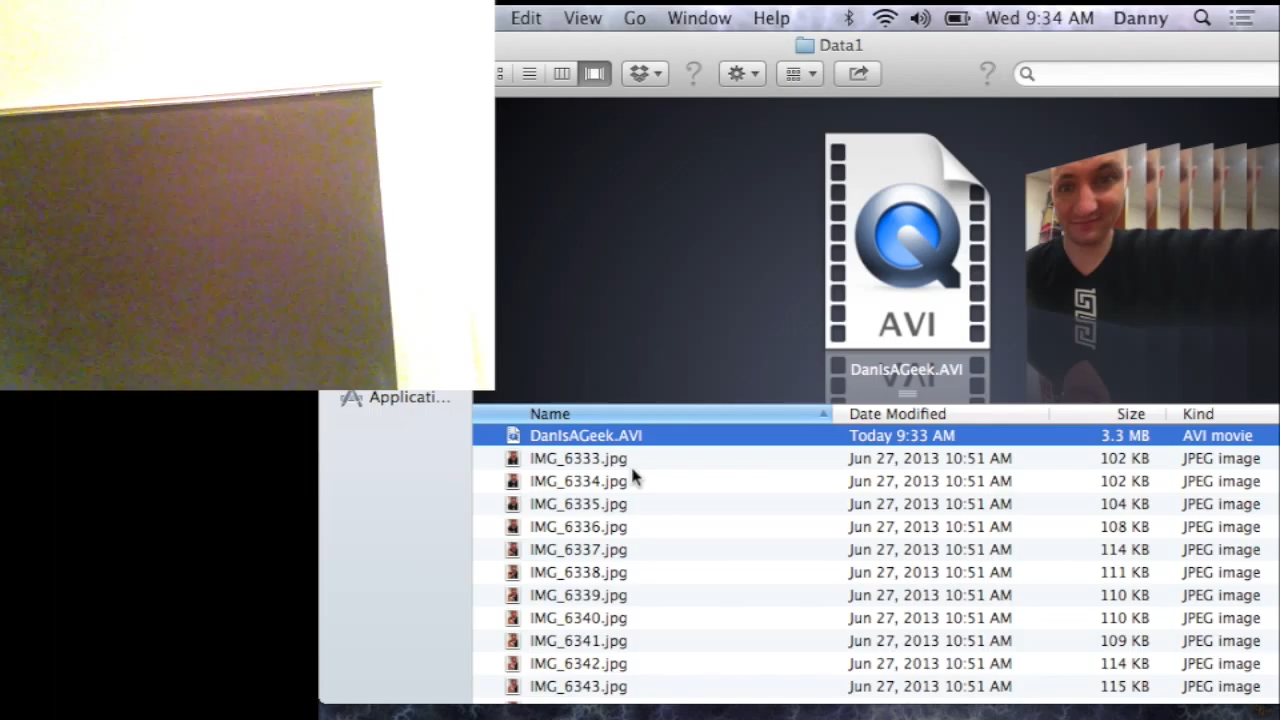 Edit View Go Window Help Wed 9:34 AM Danny
Data1
? ?
AVI
DanIsAGeek.AVI
Applicati...
Name Date Modified Size Kind
DanIsAGeek.AVI Today 9:33 AM 3.3 MB AVI movie
IMG_6333.jpg Jun 27, 2013 10:51 AM 102 KB JPEG image
IMG_6334.jpg Jun 27, 2013 10:51 AM 102 KB JPEG image
IMG_6335.jpg Jun 27, 2013 10:51 AM 104 KB JPEG image
IMG_6336.jpg Jun 27, 2013 10:51 AM 108 KB JPEG image
IMG_6337.jpg Jun 27, 2013 10:51 AM 114 KB JPEG image
IMG_6338.jpg Jun 27, 2013 10:51 AM 111 KB JPEG image
IMG_6339.jpg Jun 27, 2013 10:51 AM 110 KB JPEG image
IMG_6340.jpg Jun 27, 2013 10:51 AM 110 KB JPEG image
IMG_6341.jpg Jun 27, 2013 10:51 AM 109 KB JPEG image
IMG_6342.jpg Jun 27, 2013 10:51 AM 114 KB JPEG image
IMG_6343.jpg Jun 27, 2013 10:51 AM 115 KB JPEG image